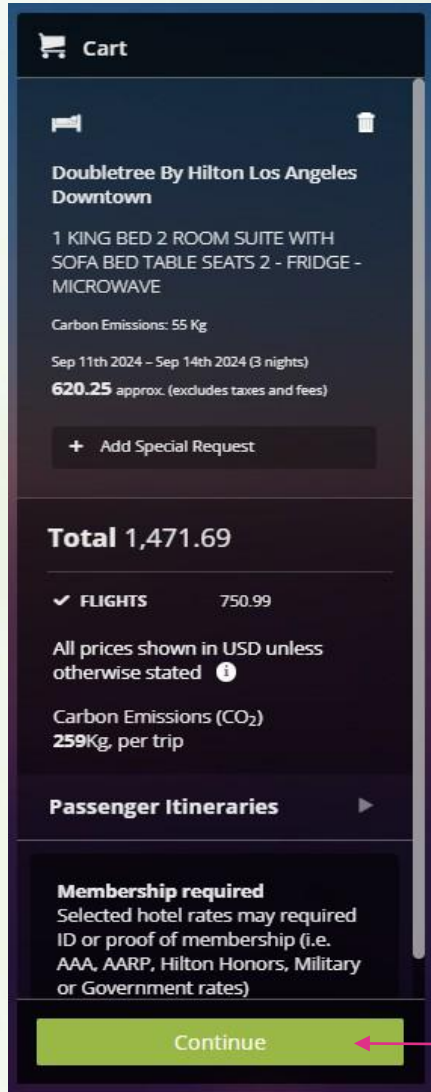 Cart
Doubletree By Hilton Los Angeles
Downtown
1 KING BED 2 ROOM SUITE WITH
SOFA BED TABLE SEATS 2 - FRIDGE -
MICROWAVE
Carbon Emissions: 55 Kg
Sep 11th 2024 – Sep 14th 2024 (3 nights)
620.25 approx. (excludes taxes and fees)
+ Add Special Request
Total 1,471.69
✓ FLIGHTS 750.99
All prices shown in USD unless
otherwise stated i
Carbon Emissions (CO₂)
259Kg, per trip
Passenger Itineraries
Membership required
Selected hotel rates may required
ID or proof of membership (i.e.
AAA, AARP, Hilton Honors, Military
or Government rates)
Continue